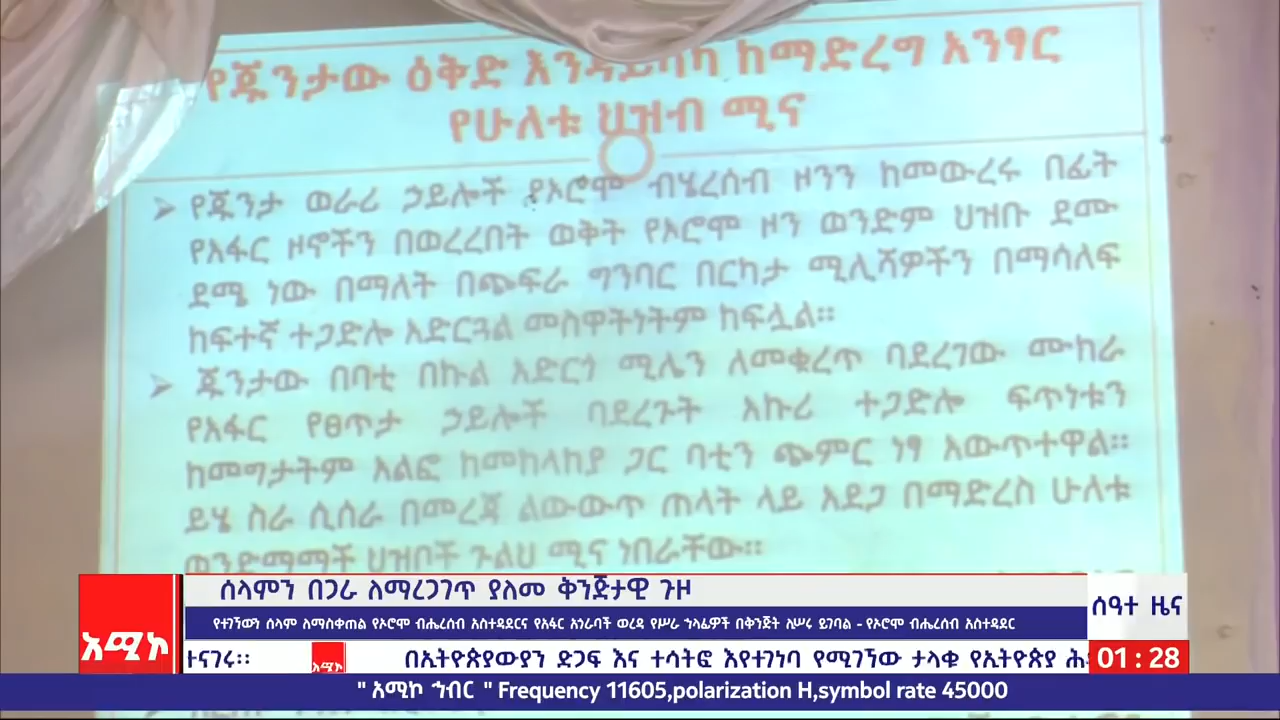 የጁንታው ዕቅድ እንዳይሳካ ከማድረግ አንፃር
የሁለቱ ህዝብ ሚና
➢ የጁንታ ወራሪ ኃይሎች የኦሮሞ ብሄረሰብ ዞንን ከመውረሩ በፊት
የአፋር ዞኖችን በወረረበት ወቅት የኦሮሞ ዞን ወንድም ህዝቡ ደሙ
ደሜ ነው በማለት በጭፍራ ግንባር በርካታ ሚሊሻዎችን በማሳለፍ
ከፍተኛ ተጋድሎ አድርጓል መስዋትነትም ከፍሏል።
➢ ጁንታው በባቲ በኩል አድርጎ ሚሌን ለመቁረጥ ባደረገው ሙከራ
የአፋር የፀጥታ ኃይሎች ባደረጉት አኩሪ ተጋድሎ ፍጥነቱን
ከመግታትም አልፎ ከመከላከያ ጋር ባቲን ጭምር ነፃ አውጥተዋል።
ይሄ ስራ ሲሰራ በመረጃ ልውውጥ ጠላት ላይ አደጋ በማድረስ ሁለቱ
ወንድማማች ህዝቦች ጉልህ ሚና ነበራቸው።
ሰላምን በጋራ ለማረጋገጥ ያለመ ቅንጅታዊ ጉዞ
ሰዓተ ዜና
የተገኘውን ሰላም ለማስቀጠል የኦሮሞ ብሔረሰብ አስተዳደርና የአፋር አጎራባች ወረዳ የሥራ ኀላፊዎች በቅንጅት ሊሥሩ ይገባል - የኦሮሞ ብሔረሰብ አስተዳደር
አሚኮ
ተናገሩ። አሚኮ በኢትዮጵያውያን ድጋፍ እና ተሳትፎ እየተገነባ የሚገኘው ታላቁ የኢትዮጵያ ሕ
01:28
" አሚኮ ኅብር " Frequency 11605,polarization H,symbol rate 45000